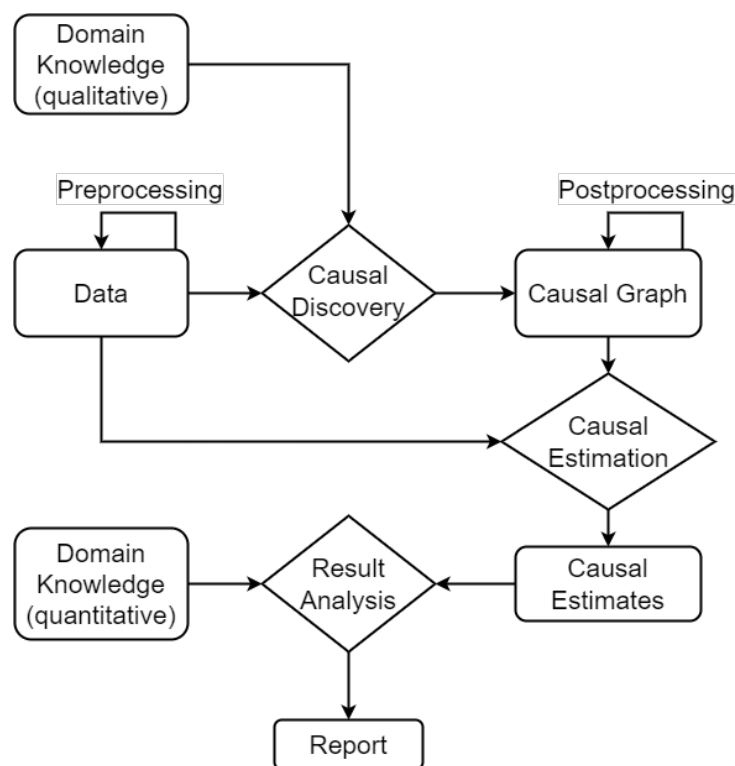 Domain
Knowledge
(qualitative)
Preprocessing
Postprocessing
Data
Causal
Discovery
Causal Graph
Causal
Estimation
Domain
Knowledge
(quantitative)
Result
Analysis
Causal
Estimates
Report